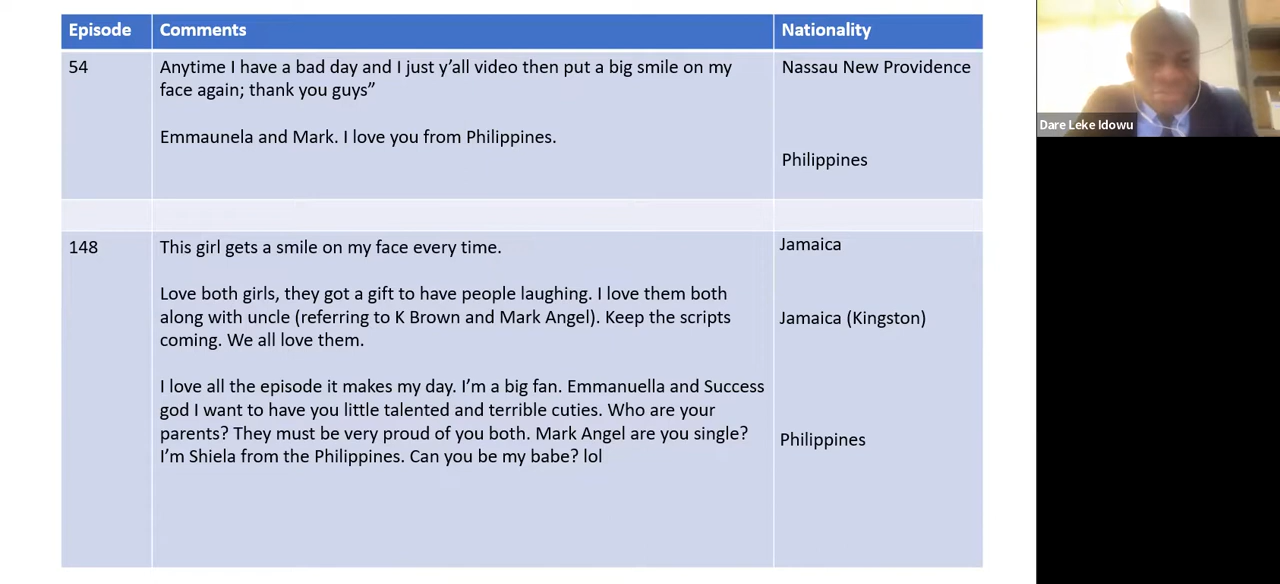 Episode Comments Nationality
54 Anytime I have a bad day and I just y'all video then put a big smile on my Nassau New Providence
face again; thank you guys”
Emmaunela and Mark. I love you from Philippines.
Philippines
148 This girl gets a smile on my face every time. Jamaica
Love both girls, they got a gift to have people laughing. I love them both
along with uncle (referring to K Brown and Mark Angel). Keep the scripts Jamaica (Kingston)
coming. We all love them.
I love all the episode it makes my day. I'm a big fan. Emmanuella and Success
god I want to have you little talented and terrible cuties. Who are your
parents? They must be very proud of you both. Mark Angel are you single? Philippines
I'm Shiela from the Philippines. Can you be my babe? lol
Dare Leke Idowu